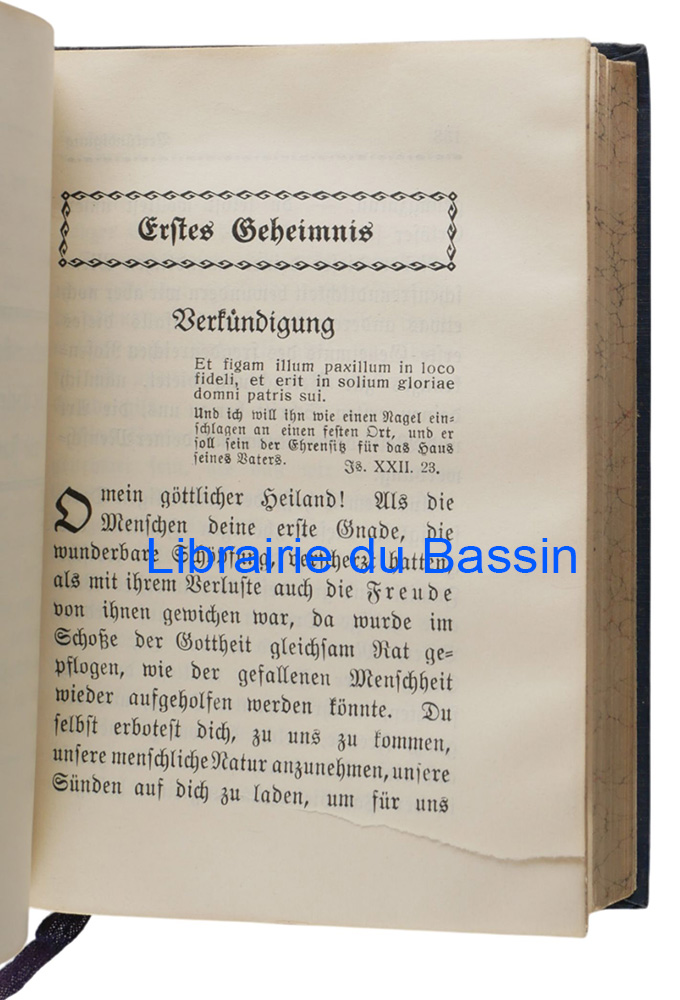 Erstes Geheimnis
Verkündigung
Et figam illum paxillum in loco
fideli, et erit in solium gloriae
domni patris sui.
Und ich will ihn wie einen Nagel ein-
schlagen an einen festen Ort, und er
soll sein der Ehrensitz für das Haus
seines Vaters. Js. XXII. 23.
O mein göttlicher Heiland! Als die
Menschen deine erste Gnade, die
wunderbare Schöpfung, verscherzt hatten,
Librairie du Bassin
als mit ihrem Verluste auch die Freude
von ihnen gewichen war, da wurde im
Schoße der Gottheit gleichsam Rat ge-
pflogen, wie der gefallenen Menschheit
wieder aufgeholfen werden könnte. Du
selbst erbotest dich, zu uns zu kommen,
unsere menschliche Natur anzunehmen, unsere
Sünden auf dich zu laden, um für uns